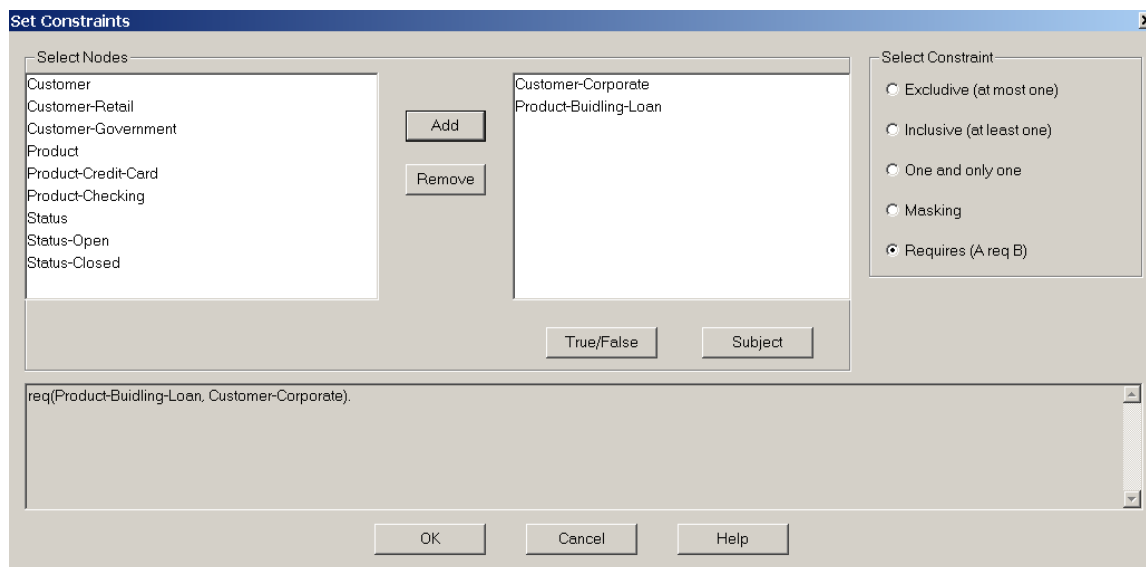 Set Constraints
Select Nodes
Customer
Customer-Retail
Customer-Government
Product
Product-Credit-Card
Product-Checking
Status
Status-Open
Status-Closed
Add
Remove
Customer-Corporate
Product-Buidling-Loan
True/False
Subject
Select Constraint
Excludive (at most one)
Inclusive (at least one)
One and only one
Masking
Requires (A req B)
req(Product-Buidling-Loan, Customer-Corporate).
OK
Cancel
Help